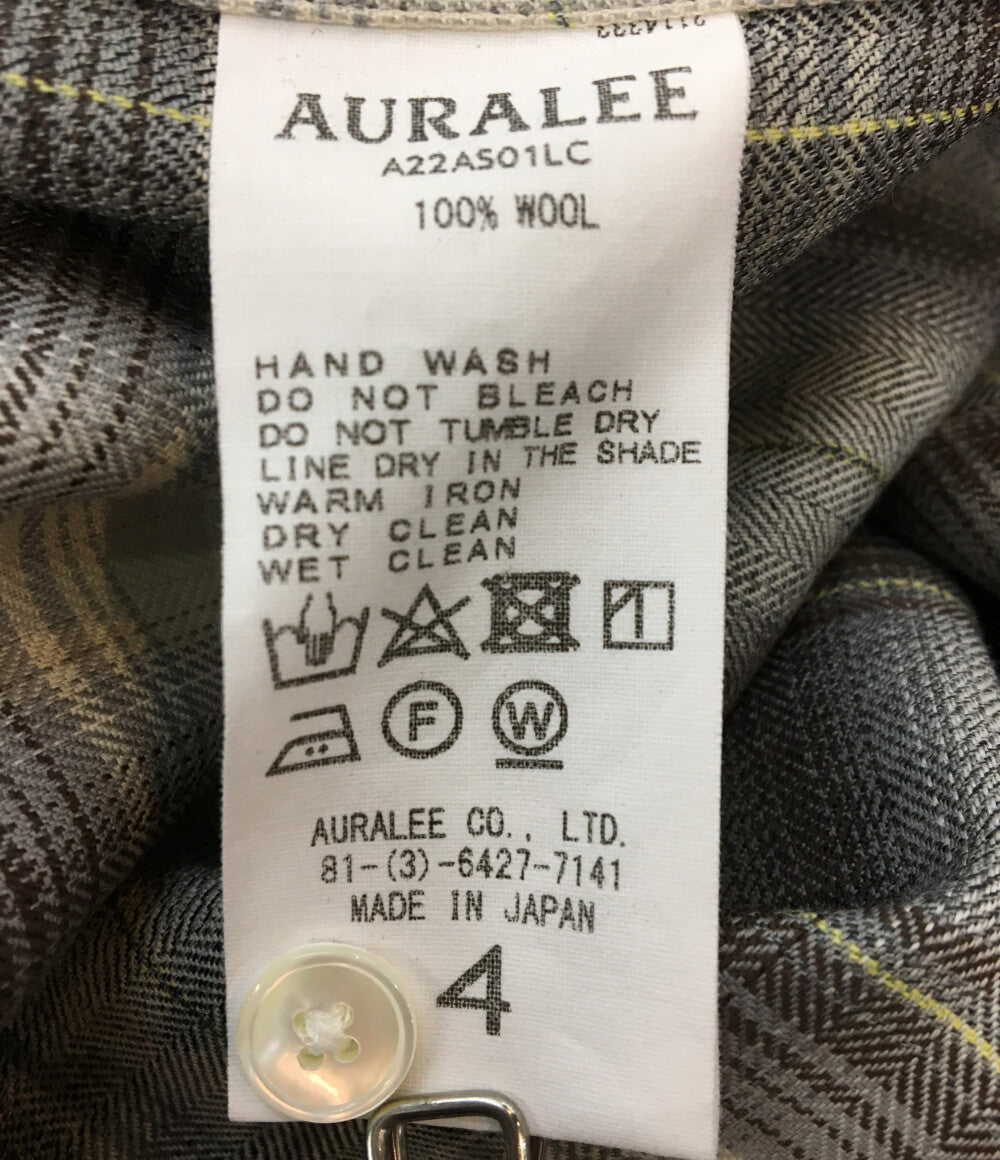 AURALEE
A22AS01LC
100% WOOL
HAND WASH
DO NOT BLEACH
DO NOT TUMBLE DRY
LINE DRY IN THE SHADE
WARM IRON
DRY CLEAN
WET CLEAN
F
W
AURALEE CO., LTD.
81-(3)-6427-7141
MADE IN JAPAN
4